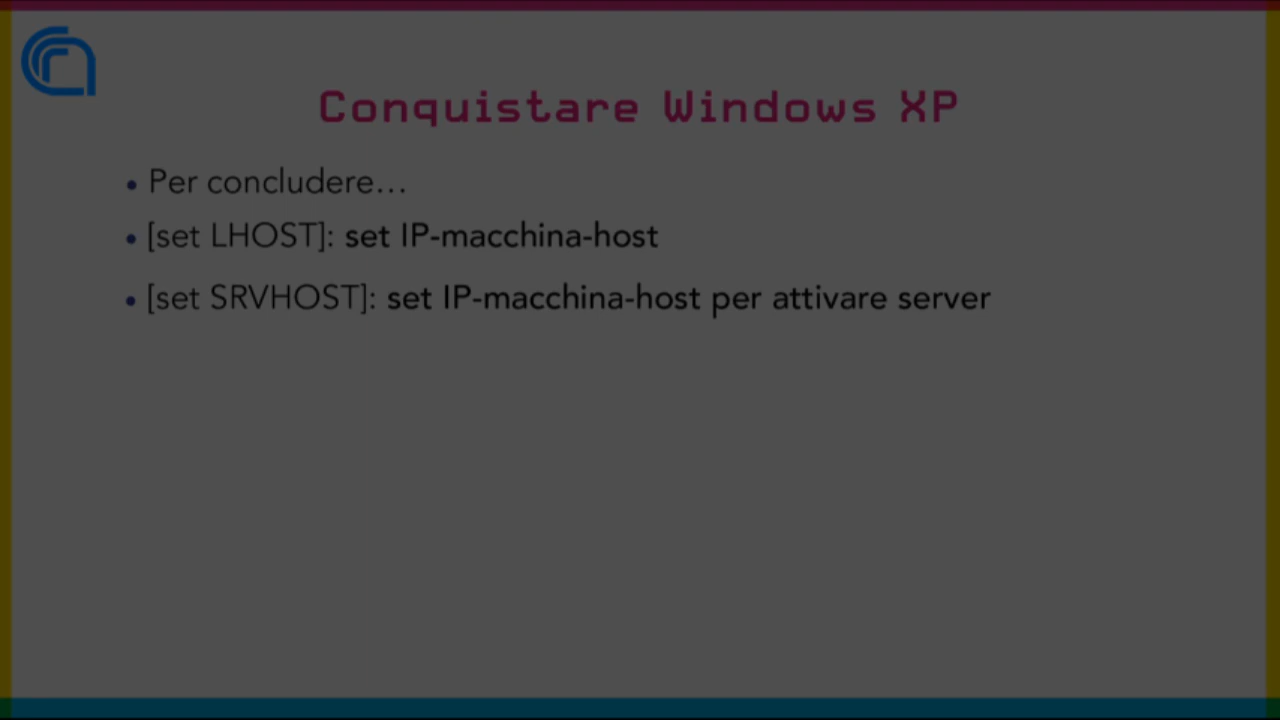 Conquistare Windows XP
• Per concludere...
• [set LHOST]: set IP-macchina-host
• [set SRVHOST]: set IP-macchina-host per attivare server